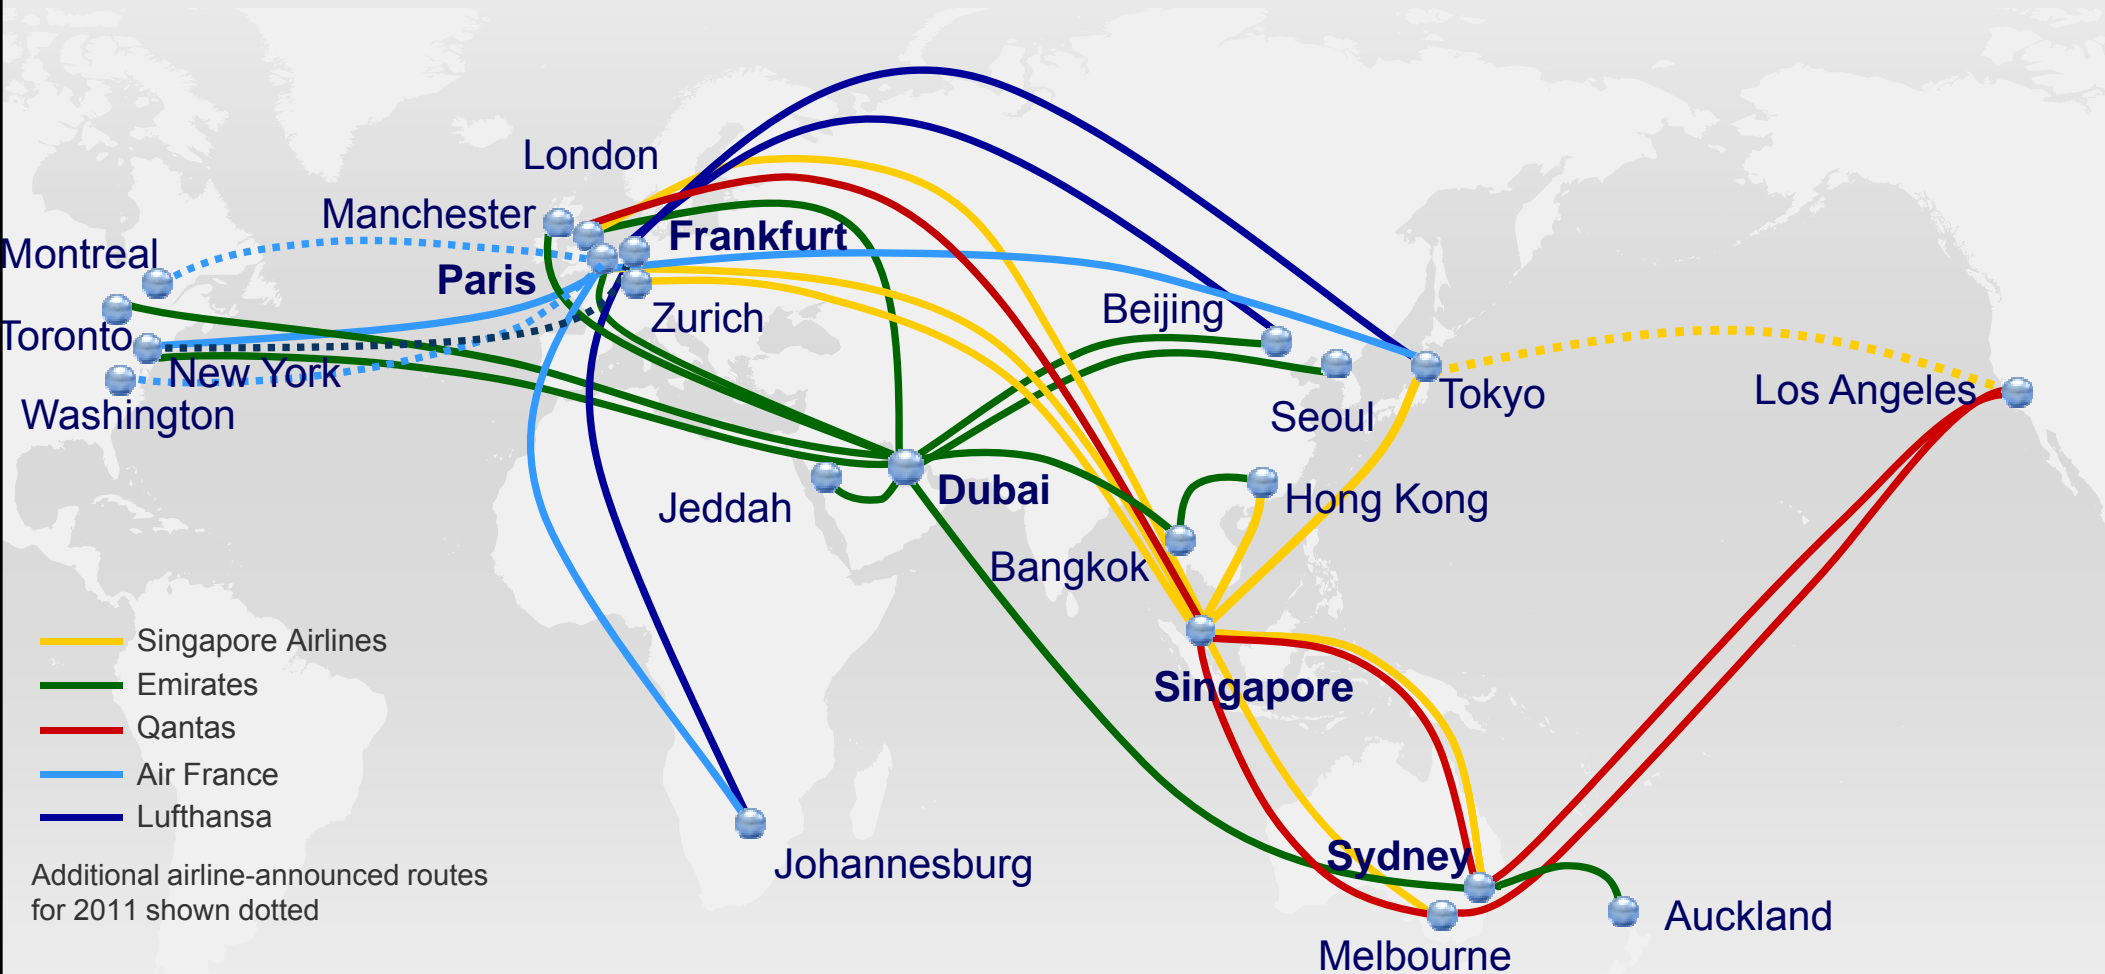 London
Manchester
Frankfurt
Montreal
Paris
Zurich
Beijing
Toronto
New York
Tokyo
Los Angeles
Washington
Seoul
Jeddah
Dubai
Hong Kong
Bangkok
Singapore Airlines
Emirates
Singapore
Qantas
Air France
Lufthansa
Sydney
Johannesburg
Additional airline-announced routes
for 2011 shown dotted
Auckland
Melbourne